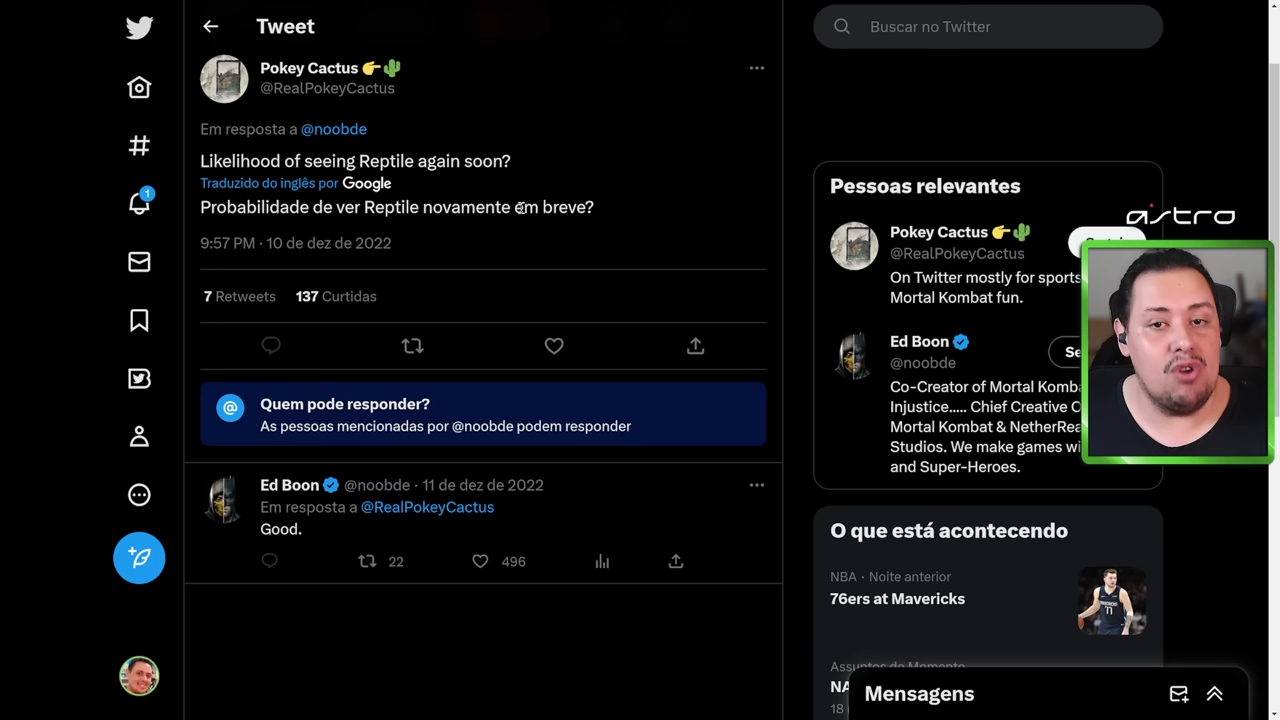 Tweet
Buscar no Twitter
Pokey Cactus 👉🌵
@RealPokeyCactus
Em resposta a @noobde
Likelihood of seeing Reptile again soon?
Traduzido do inglês por Google
Probabilidade de ver Reptile novamente em breve?
9:57 PM · 10 de dez de 2022
7 Retweets 137 Curtidas
@
Quem pode responder?
As pessoas mencionadas por @noobde podem responder
Ed Boon @noobde · 11 de dez de 2022
Em resposta a @RealPokeyCactus
Good.
22 496
1
Pessoas relevantes
astro
Pokey Cactus 👉🌵
@RealPokeyCactus
On Twitter mostly for sports
Mortal Kombat fun.
Ed Boon
@noobde
Se
Co-Creator of Mortal Komba
Injustice..... Chief Creative O
Mortal Kombat & NetherRea
Studios. We make games wi
and Super-Heroes.
O que está acontecendo
NBA · Noite anterior
76ers at Mavericks
Assuntos do Momento
NA
18
Mensagens